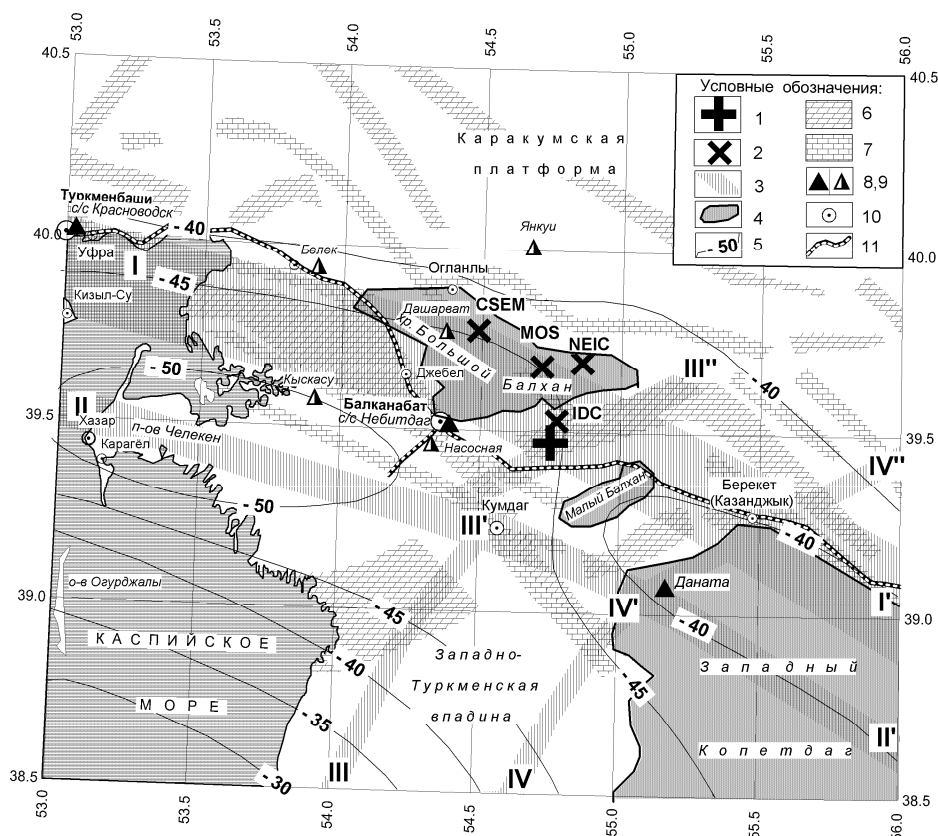 53.0
53.5
54.0
54.5
55.0
55.5
56.0
40.5
40.5
Условные обозначения:
1
6
2
7
3
8,9
4
10
- 50
5
11
Каракумская
платформа
Туркменбаши
с/с Красноводск
40.0
- 40
Уфра
I
Белек
Янкуи
40.0
- 45
Огланлы
Кизыл-Су
Дашарват
CSEM
хр. Большой
Балхан
MOS
NEIC
- 50
Джебел
III''
- 40
Кыскасу
II
Балканабат
с/с Небитдаг
IDC
39.5
Хазар
п-ов Челекен
Карагёл
Насосная
39.5
IV''
- 50
Малый Балхан
Берекет
(Казанджык)
Кумдаг
III'
- 40
о-в Огурджалы
39.0
- 45
Даната
I'
IV'
39.0
- 40
КАСПИЙСКОЕ
МОРЕ
- 40
Западно-
Туркменская
впадина
- 45
Западный
Копетдаг
II'
- 35
- 30
III
IV
38.5
38.5
53.0
53.5
54.0
54.5
55.0
55.5
56.0